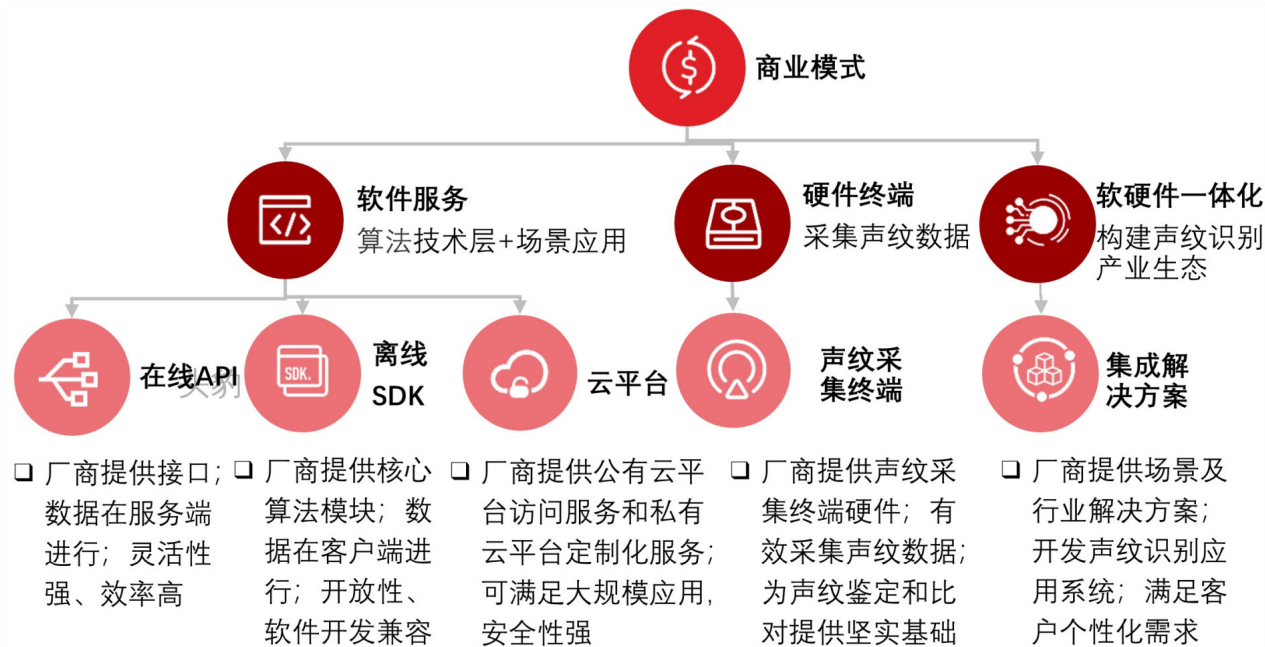 商业模式
软件服务
算法技术层+场景应用
硬件终端
采集声纹数据
软硬件一体化
构建声纹识别
产业生态
在线API
头豹
SDK.
离线
SDK
云平台
声纹采
集终端
集成解
决方案
厂商提供接口；
数据在服务端
进行；灵活性
强、效率高
厂商提供核心
算法模块；数
据在客户端进
行；开放性、
软件开发兼容
厂商提供公有云平
台访问服务和私有
云平台定制化服务；
可满足大规模应用，
安全性强
厂商提供声纹采
集终端硬件；有
效采集声纹数据；
为声纹鉴定和比
对提供坚实基础
厂商提供场景及
行业解决方案；
开发声纹识别应
用系统；满足客
户个性化需求